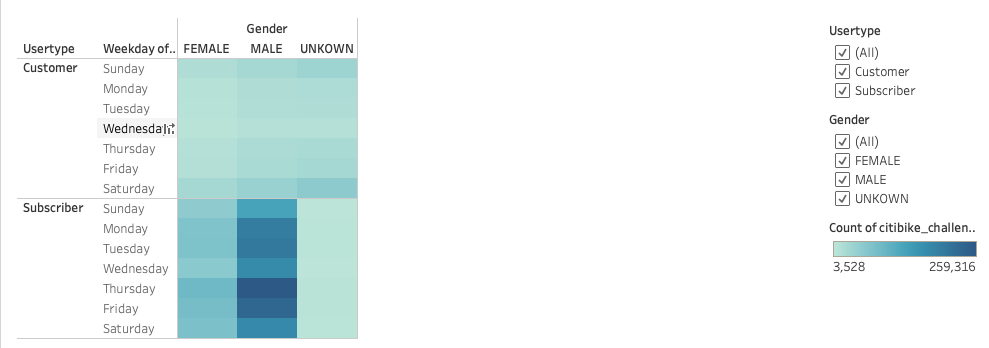 Gender
Usertype Weekday of.. FEMALE MALE UNKOWN
Customer Sunday
Monday
Tuesday
Wednesday
Thursday
Friday
Saturday
Subscriber Sunday
Monday
Tuesday
Wednesday
Thursday
Friday
Saturday
Usertype
(All)
Customer
Subscriber
Gender
(All)
FEMALE
MALE
UNKOWN
Count of citibike_challen..
3,528 259,316